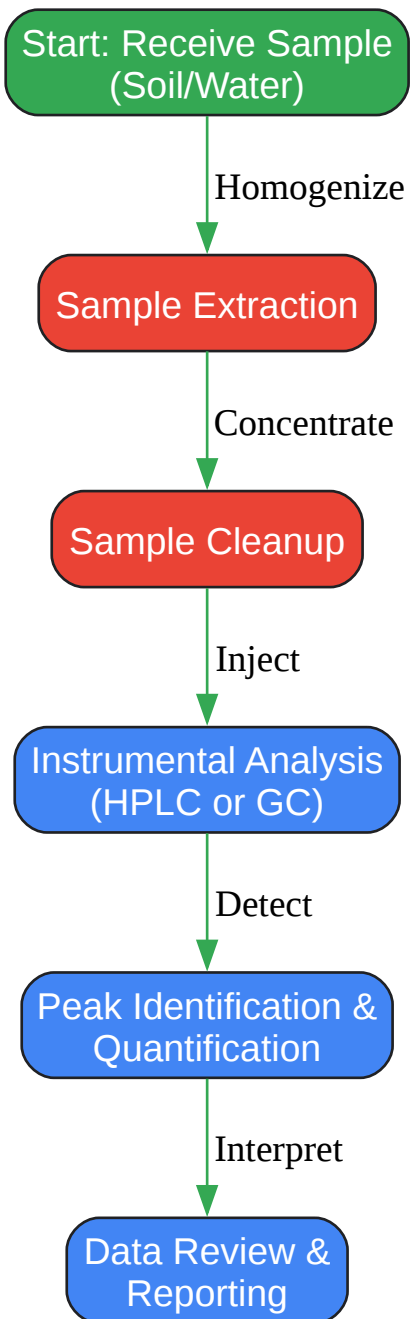 Start: Receive Sample
(Soil/Water)
Homogenize
Sample Extraction
Concentrate
Sample Cleanup
Inject
Instrumental Analysis
(HPLC or GC)
Detect
Peak Identification &
Quantification
Interpret
Data Review &
Reporting